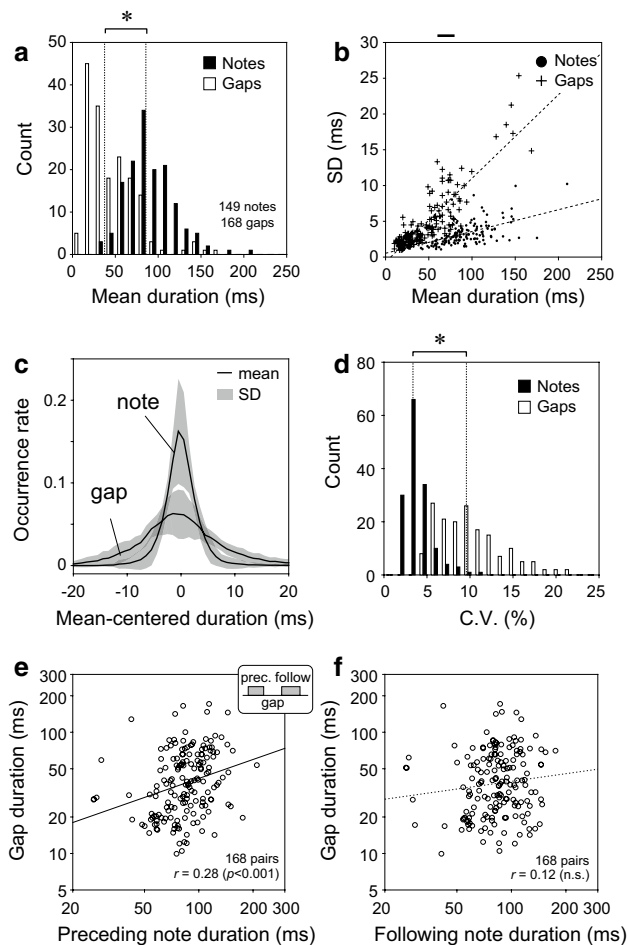 a
*
50
40
30
20
10
0
Count
Notes
Gaps
149 notes
168 gaps
0 50 100 150 200 250
Mean duration (ms)
b
30
25
20
15
10
5
0
SD (ms)
Notes
Gaps
0 50 100 150 200 250
Mean duration (ms)
c
0.2
0.1
0
Occurrence rate
mean
SD
note
gap
-20 -10 0 10 20
Mean-centered duration (ms)
d
*
80
60
40
20
0
Count
Notes
Gaps
0 5 10 15 20 25
C.V. (%)
e
300
200
100
50
20
10
5
Gap duration (ms)
prec. follow
gap
168 pairs
r = 0.28 (p<0.001)
20 50 100 200 300
Preceding note duration (ms)
f
300
200
100
50
20
10
5
Gap duration (ms)
168 pairs
r = 0.12 (n.s.)
20 50 100 200 300
Following note duration (ms)